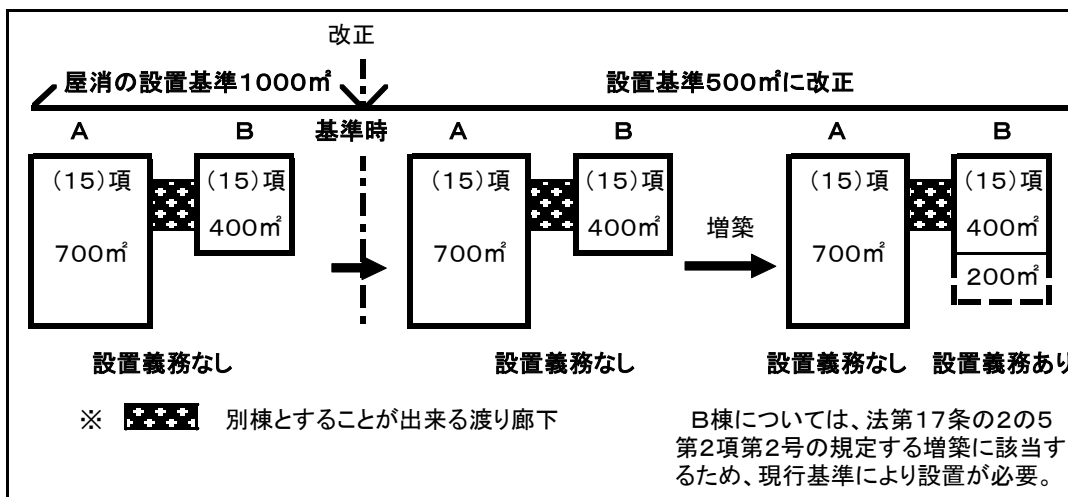 改正
屋消の設置基準1000㎡
設置基準500㎡に改正
A B 基準時 A B A B
(15)項 (15)項 (15)項 (15)項 (15)項 (15)項
400㎡ 400㎡ 増築 400㎡
700㎡ 700㎡ 700㎡
200㎡
設置義務なし 設置義務なし 設置義務なし 設置義務あり
※ 別棟とすることが出来る渡り廊下
B棟については、法第17条の2の5
第2項第2号の規定する増築に該当す
るため、現行基準により設置が必要。